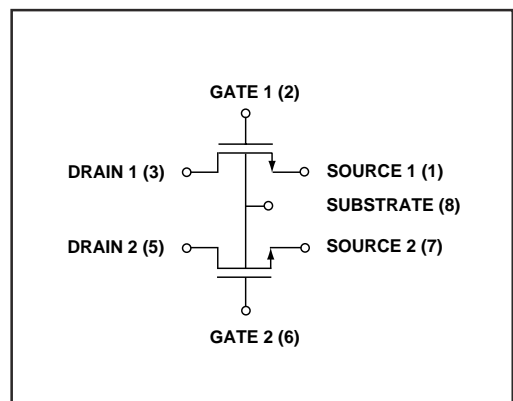 GATE 1 (2)
DRAIN 1 (3)
SOURCE 1 (1)
SUBSTRATE (8)
DRAIN 2 (5)
SOURCE 2 (7)
GATE 2 (6)